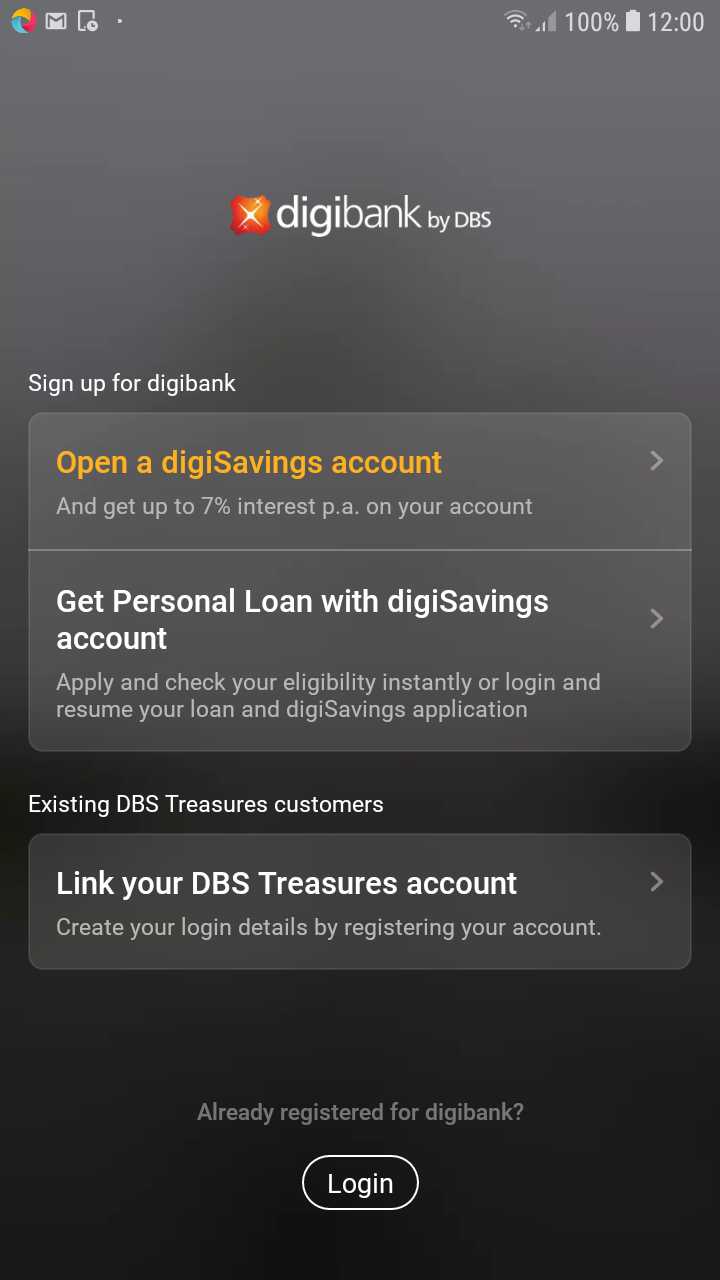 100% 12:00
digibank by DBS
Sign up for digibank
Open a digiSavings account
And get up to 7% interest p.a. on your account
Get Personal Loan with digiSavings
account
Apply and check your eligibility instantly or login and
resume your loan and digiSavings application
Existing DBS Treasures customers
Link your DBS Treasures account
Create your login details by registering your account.
Already registered for digibank?
Login